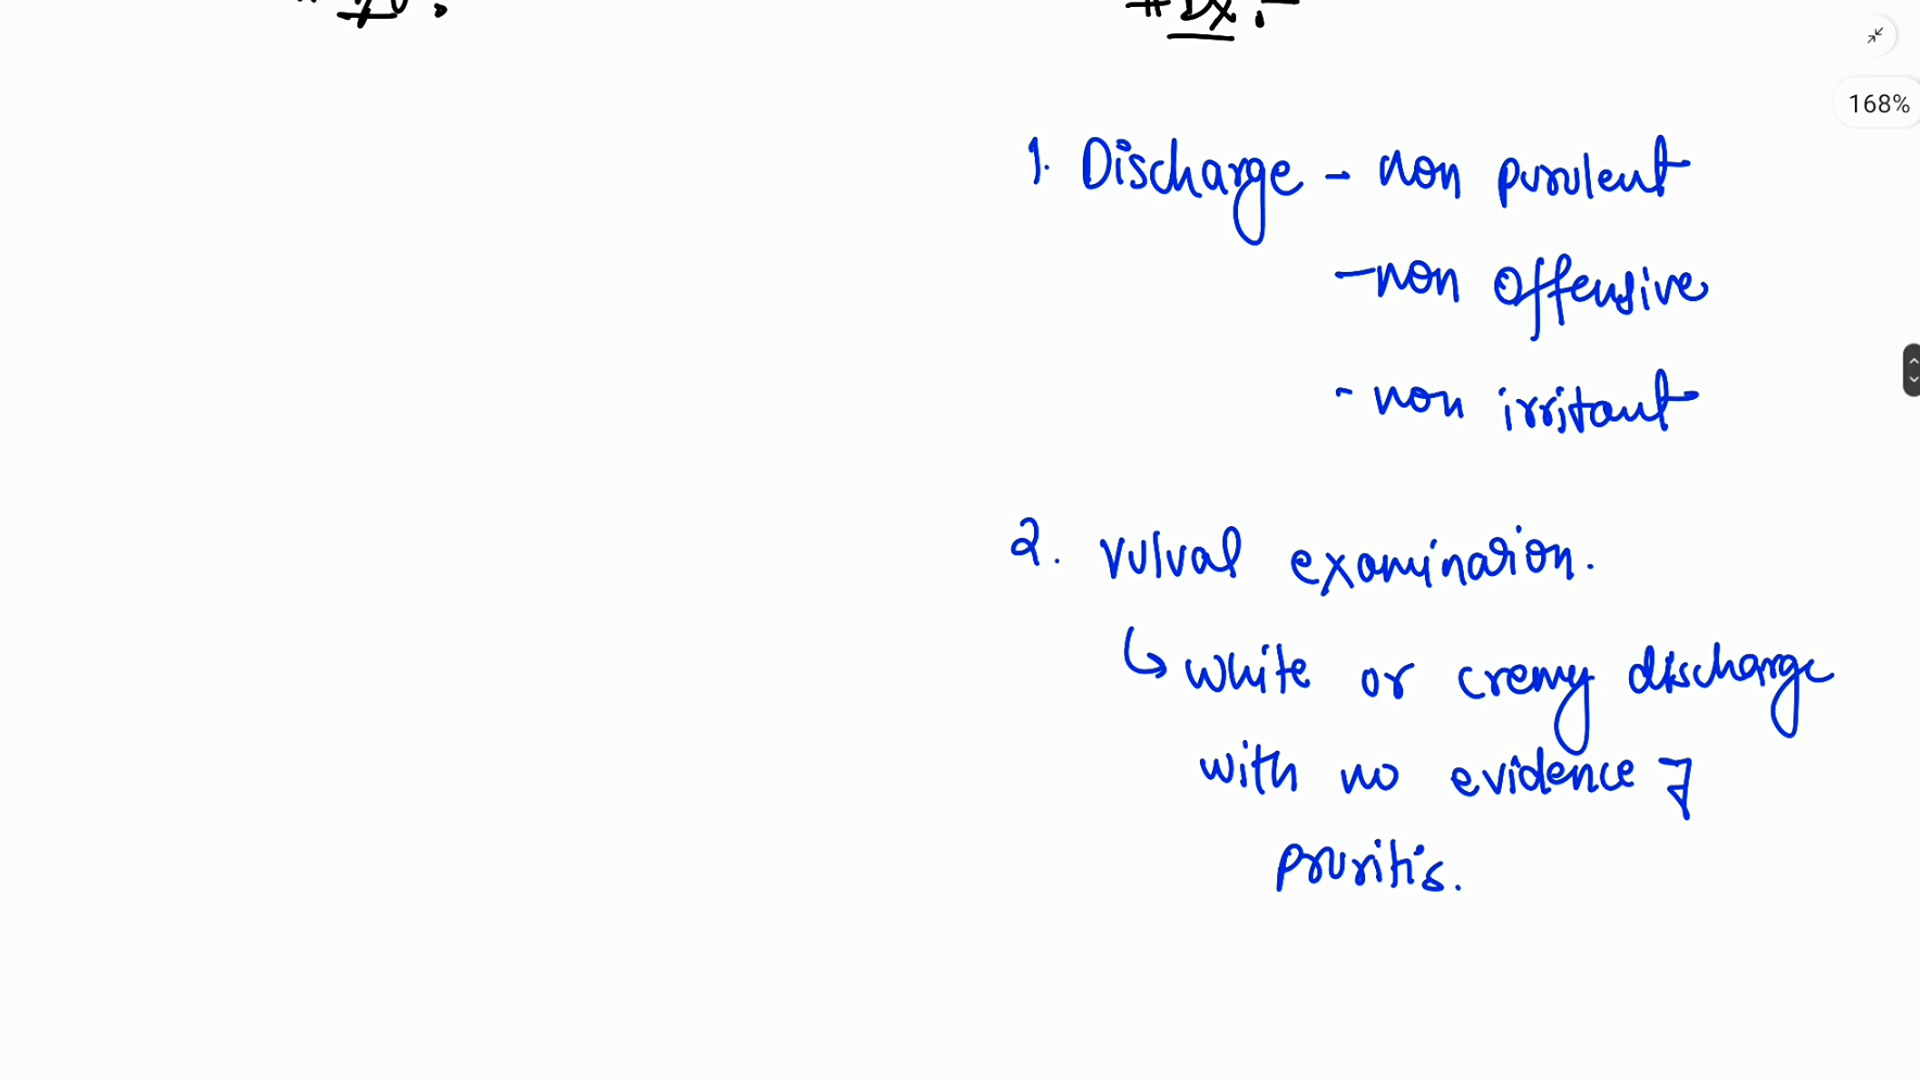 # Dx :-
168%
1. Discharge - non purulent
- non offensive
- non irritant
2. vulval examination.
↳ white or cremy discharge
with no evidence of
pruritis.